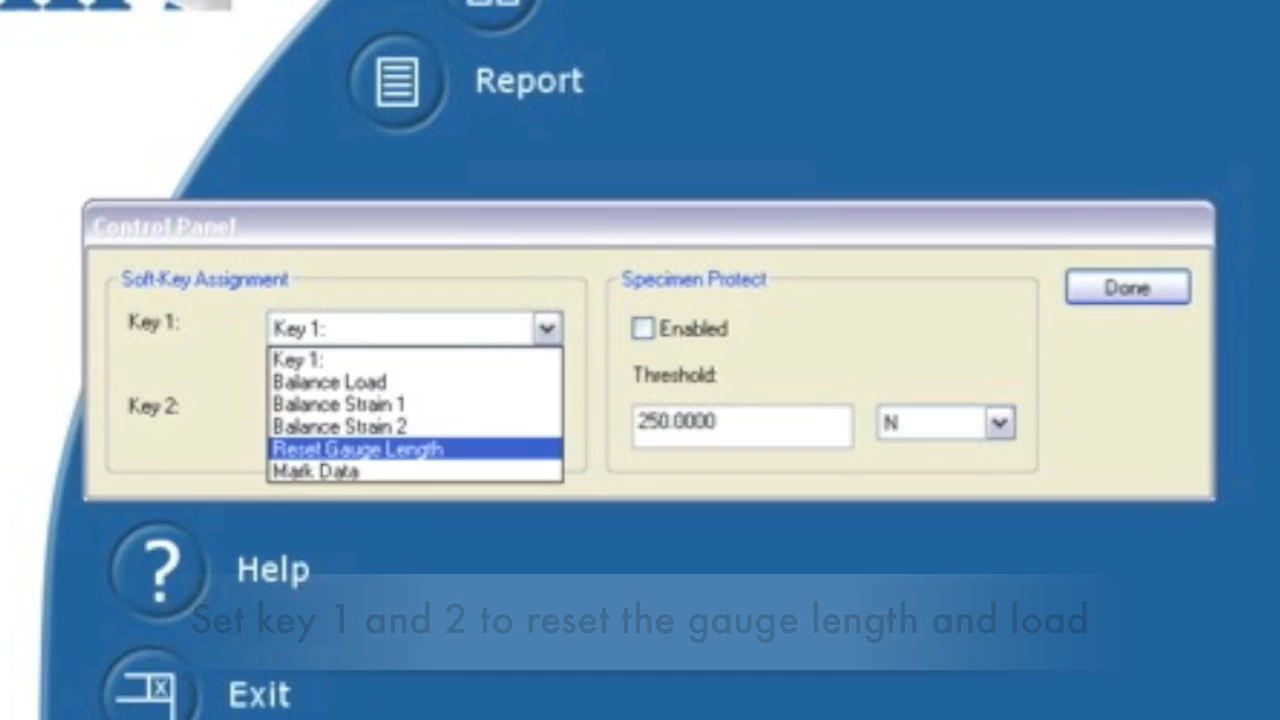 Report
Control Panel
Soft-Key Assignment
Key 1:
Key 1:
Key 1:
Balance Load
Balance Strain 1
Balance Strain 2
Reset Gauge Length
Mark Data
Key 2:
Specimen Protect
Enabled
Threshold:
250.0000
N
Done
Help
Set key 1 and 2 to reset the gauge length and load
Exit